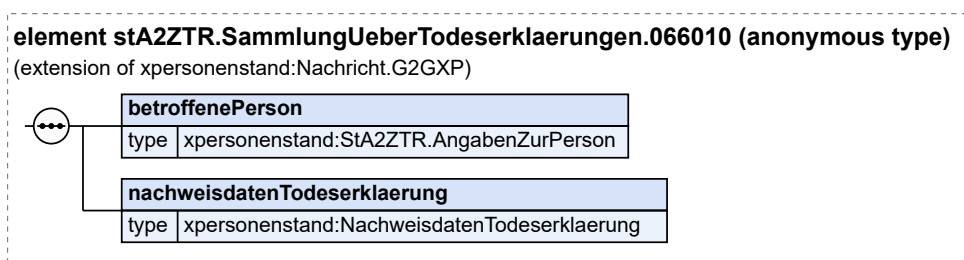 element stA2ZTR.SammlungUeberTodeserklaerungen.066010 (anonymous type)
(extension of xpersonenstand:Nachricht.G2GXP)
betroffenePerson
type xpersonenstand:StA2ZTR.AngabenZurPerson
nachweisdatenTodeserklaerung
type xpersonenstand:NachweisdatenTodeserklaerung